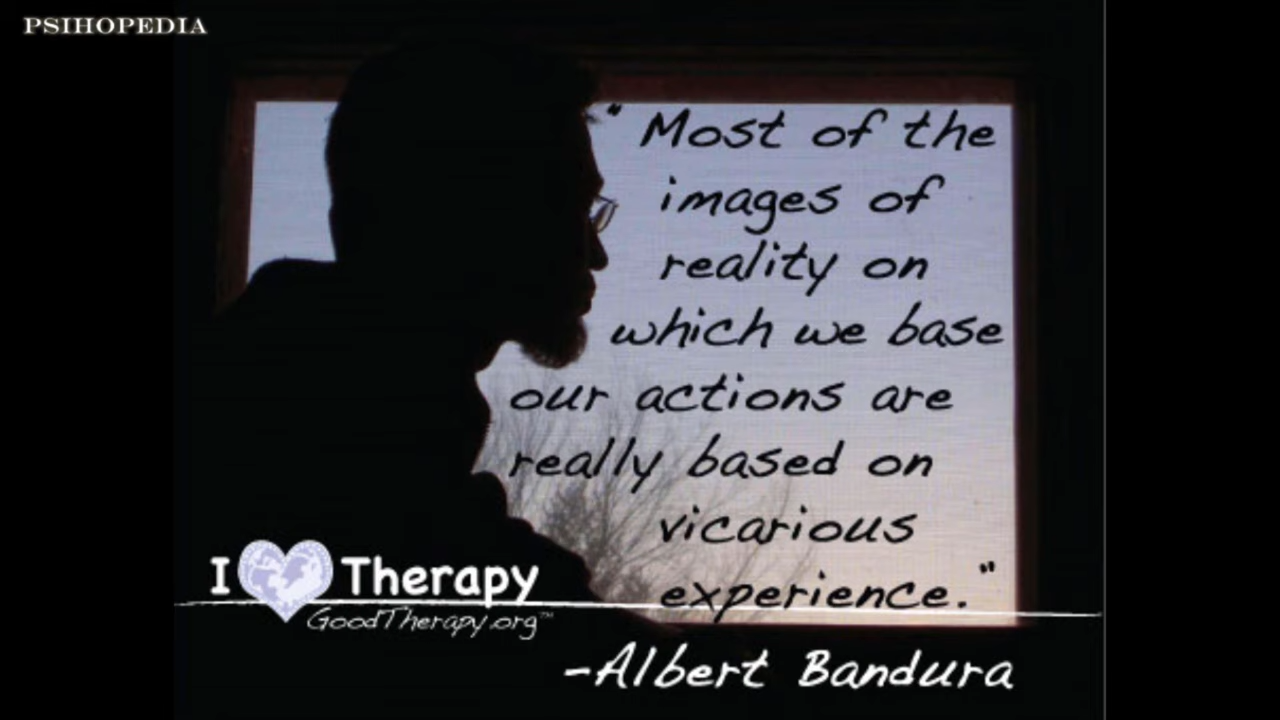 PSIHOPEDIA
" Most of the
images of
reality on
which we base
our actions are
really based on
vicarious
experience. "
I Therapy
GoodTherapy.org™
-Albert Bandura